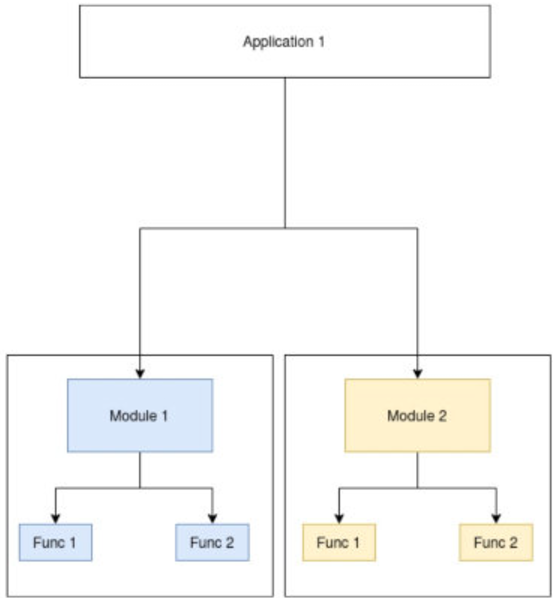 Application 1
Module 1
Module 2
Func 1
Func 2
Func 1
Func 2